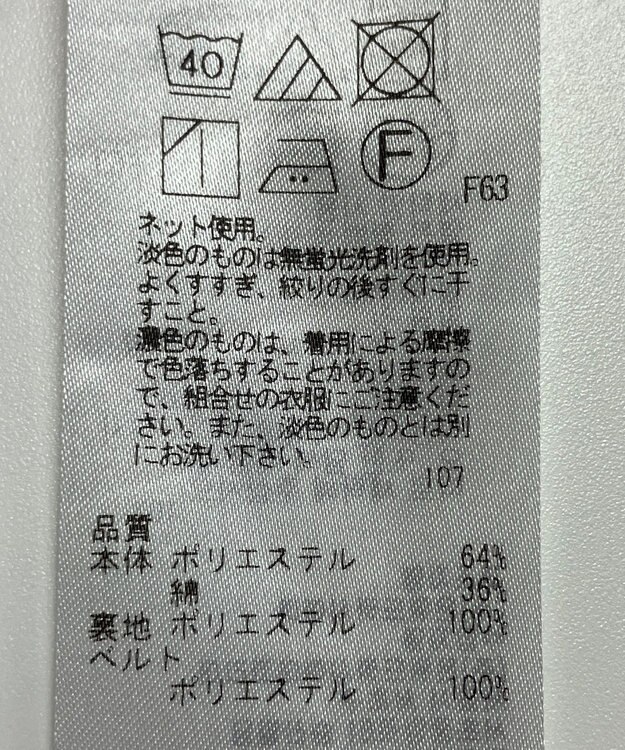 40
F
F63
ネット使用。
淡色のものは無蛍光洗剤を使用。
よくすすぎ、絞りの後すぐに干
すこと。
濃色のものは、着用による摩擦
で色落ちすることがありますの
で、組合せの衣服にご注意くだ
さい。また、淡色のものとは別
にお洗い下さい。
107
品質
本体 ポリエステル 64%
綿 36%
裏地 ポリエステル 100%
ベルト
ポリエステル 100%